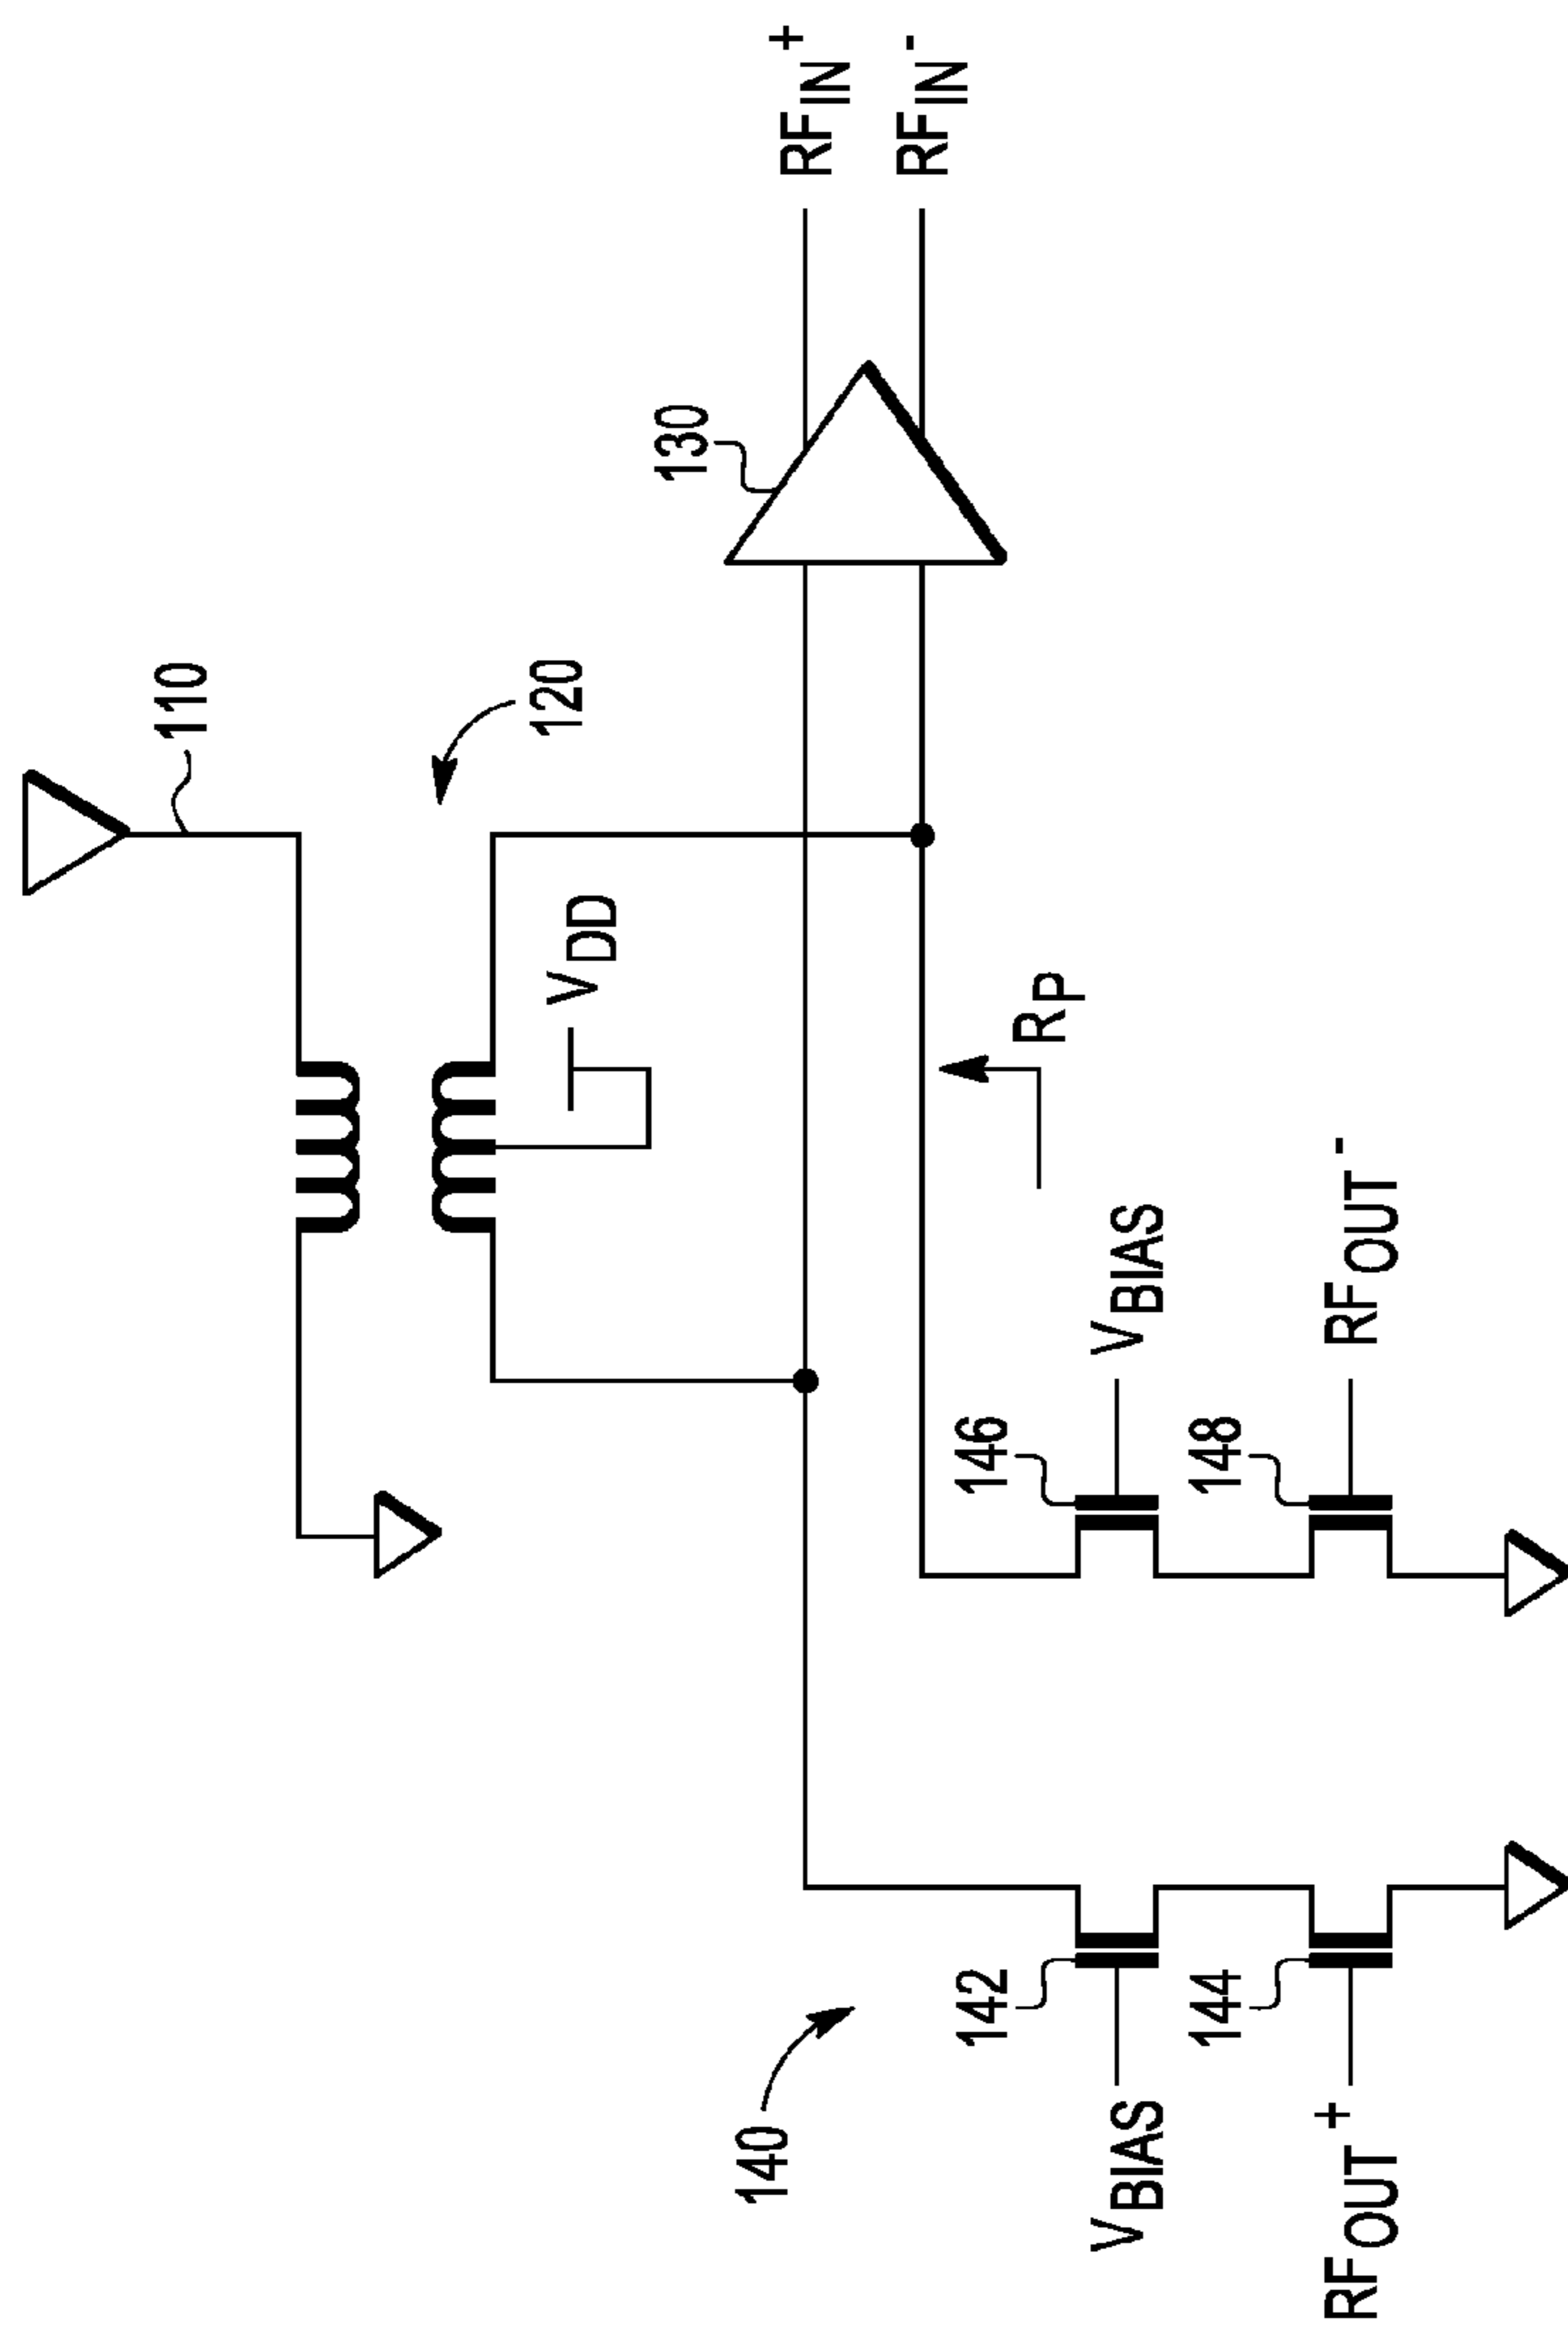 110
120
V_DD
130
RF_IN^+
RF_IN^-
R_P
140
142
V_BIAS
144
RF_OUT^+
146
V_BIAS
148
RF_OUT^-